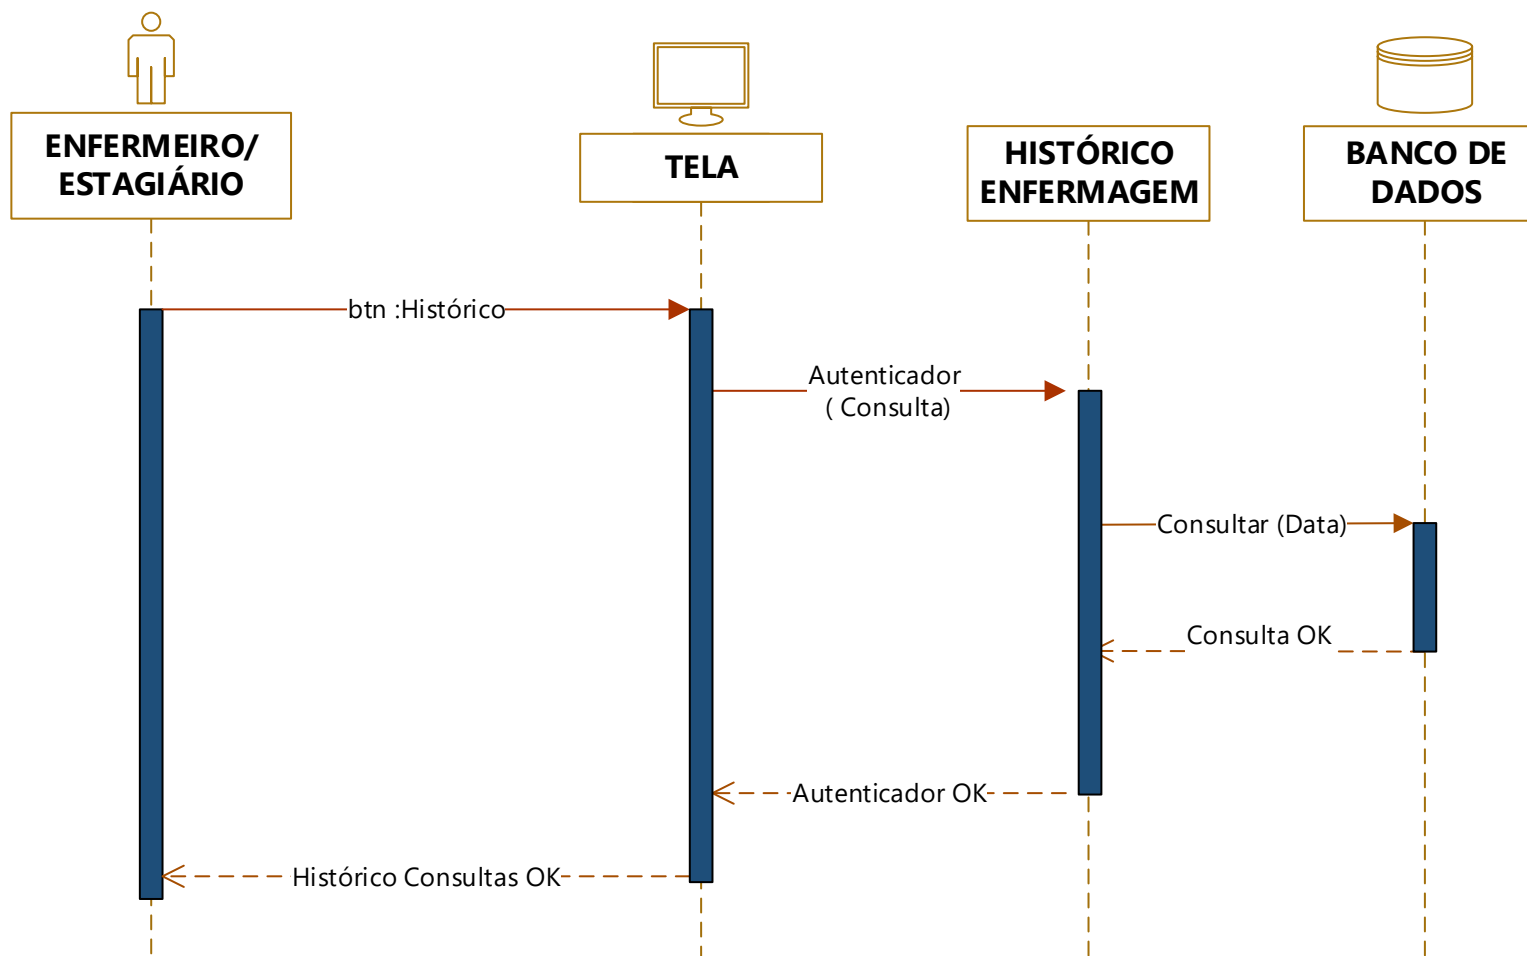 ENFERMEIRO/
ESTAGIÁRIO
TELA
HISTÓRICO
ENFERMAGEM
BANCO DE
DADOS
btn :Histórico
Autenticador
( Consulta)
Consultar (Data)
Consulta OK
Autenticador OK
Histórico Consultas OK